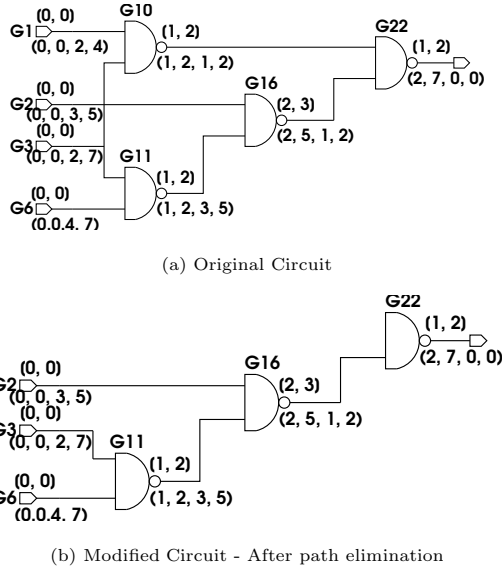 G10
(0, 0)
G1
(0, 0, 2, 4)
(1, 2)
(1, 2, 1, 2)
G22
(1, 2)
(2, 7, 0, 0)
(0, 0)
G2
(0, 0, 3, 5)
G16
(2, 3)
(2, 5, 1, 2)
(0, 0)
G3
(0, 0, 2, 7)
G11
(1, 2)
(1, 2, 3, 5)
(0, 0)
G6
(0,0,4, 7)
(a) Original Circuit
G22
(1, 2)
(2, 7, 0, 0)
(0, 0)
G2
(0, 0, 3, 5)
G16
(2, 3)
(2, 5, 1, 2)
(0, 0)
G3
(0, 0, 2, 7)
G11
(1, 2)
(1, 2, 3, 5)
(0, 0)
G6
(0,0,4, 7)
(b) Modified Circuit - After path elimination